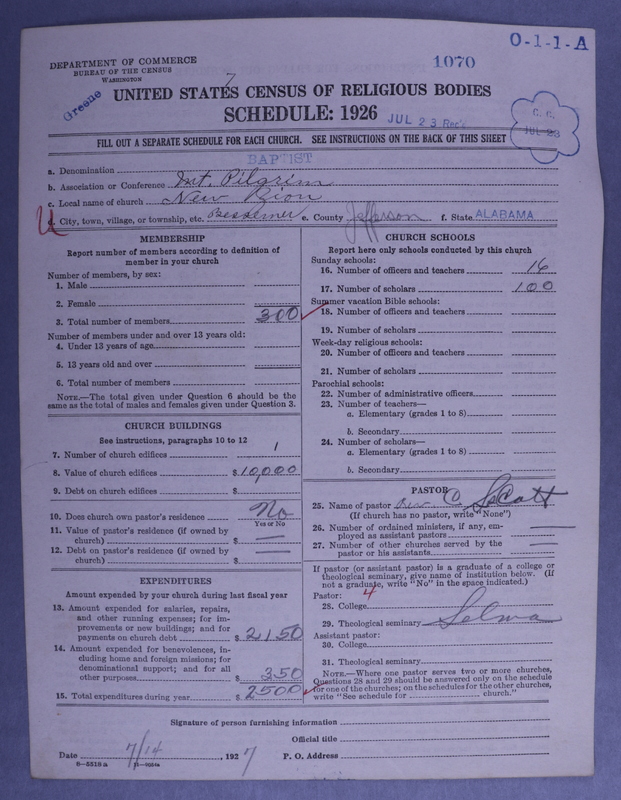 O-1-1-A
DEPARTMENT OF COMMERCE
BUREAU OF THE CENSUS
WASHINGTON
1070
7
Greene
UNITED STATES CENSUS OF RELIGIOUS BODIES
SCHEDULE: 1926
JUL 23 Rec'd
C. C.
JUL 23
FILL OUT A SEPARATE SCHEDULE FOR EACH CHURCH. SEE INSTRUCTIONS ON THE BACK OF THIS SHEET
a. Denomination BAPTIST
b. Association or Conference Mt. Pilgrim
c. Local name of church New Zion
U
d. City, town, village, or township, etc. Bessemer e. County Jefferson f. State ALABAMA
MEMBERSHIP
Report number of members according to definition of
member in your church
Number of members, by sex:
1. Male
2. Female
3. Total number of members 300
Number of members under and over 13 years old:
4. Under 13 years of age
5. 13 years old and over
6. Total number of members
NOTE.—The total given under Question 6 should be the
same as the total of males and females given under Question 3.
CHURCH BUILDINGS
See instructions, paragraphs 10 to 12
7. Number of church edifices 1
8. Value of church edifices $ 10,000
9. Debt on church edifices $
10. Does church own pastor's residence No
Yes or No
11. Value of pastor's residence (if owned by
church) $ —
12. Debt on pastor's residence (if owned by
church) $ —
EXPENDITURES
Amount expended by your church during last fiscal year
13. Amount expended for salaries, repairs,
and other running expenses; for im-
provements or new buildings; and for
payments on church debt $ 2150
14. Amount expended for benevolences, in-
cluding home and foreign missions; for
denominational support; and for all
other purposes $ 350
15. Total expenditures during year $ 2500
CHURCH SCHOOLS
Report here only schools conducted by this church
Sunday schools:
16. Number of officers and teachers 16
17. Number of scholars 100
Summer vacation Bible schools:
18. Number of officers and teachers
19. Number of scholars
Week-day religious schools:
20. Number of officers and teachers
21. Number of scholars
Parochial schools:
22. Number of administrative officers
23. Number of teachers—
a. Elementary (grades 1 to 8)
b. Secondary
24. Number of scholars—
a. Elementary (grades 1 to 8)
b. Secondary
PASTOR
25. Name of pastor Rev C. Scott
(If church has no pastor, write "None")
26. Number of ordained ministers, if any, em-
ployed as assistant pastors —
27. Number of other churches served by the
pastor or his assistants —
If pastor (or assistant pastor) is a graduate of a college or
theological seminary, give name of institution below. (If
not a graduate, write "No" in the space indicated.)
Pastor: 4
28. College
29. Theological seminary Selma
Assistant pastor:
30. College
31. Theological seminary
NOTE.—Where one pastor serves two or more churches,
Questions 28 and 29 should be answered only on the schedule
for one of the churches; on the schedules for the other churches,
write "See schedule for church."
Signature of person furnishing information
Official title
Date 7/14, 1927 P. O. Address
8—5518 a